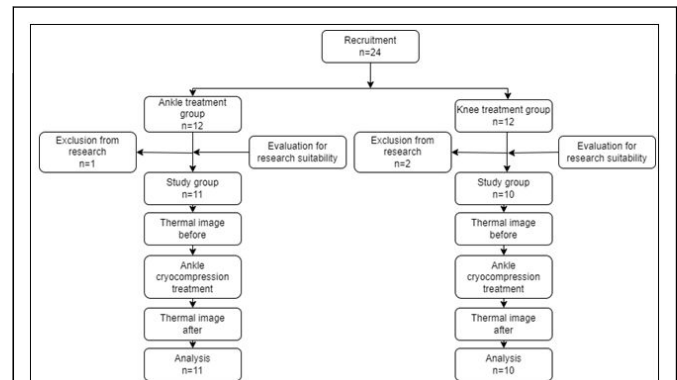 Recruitment
n=24
Ankle treatment
group
n=12
Knee treatment group
n=12
Exclusion from
research
n=1
Evaluation for
research suitability
Exclusion from
research
n=2
Evaluation for
research suitability
Study group
n=11
Study group
n=10
Thermal image
before
Thermal image
before
Ankle
cryocompression
treatment
Ankle
cryocompression
treatment
Thermal image
after
Thermal image
after
Analysis
n=11
Analysis
n=10